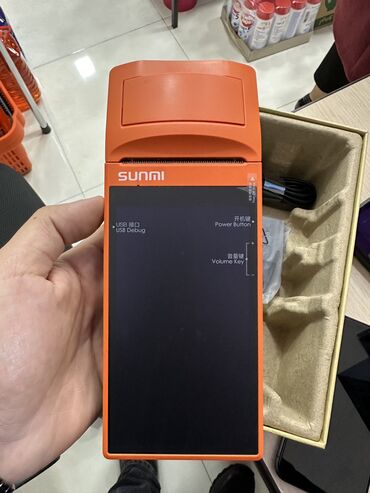 SUNMI
USB 接口
USB Debug
开机键
Power Button
音量键
Volume Key